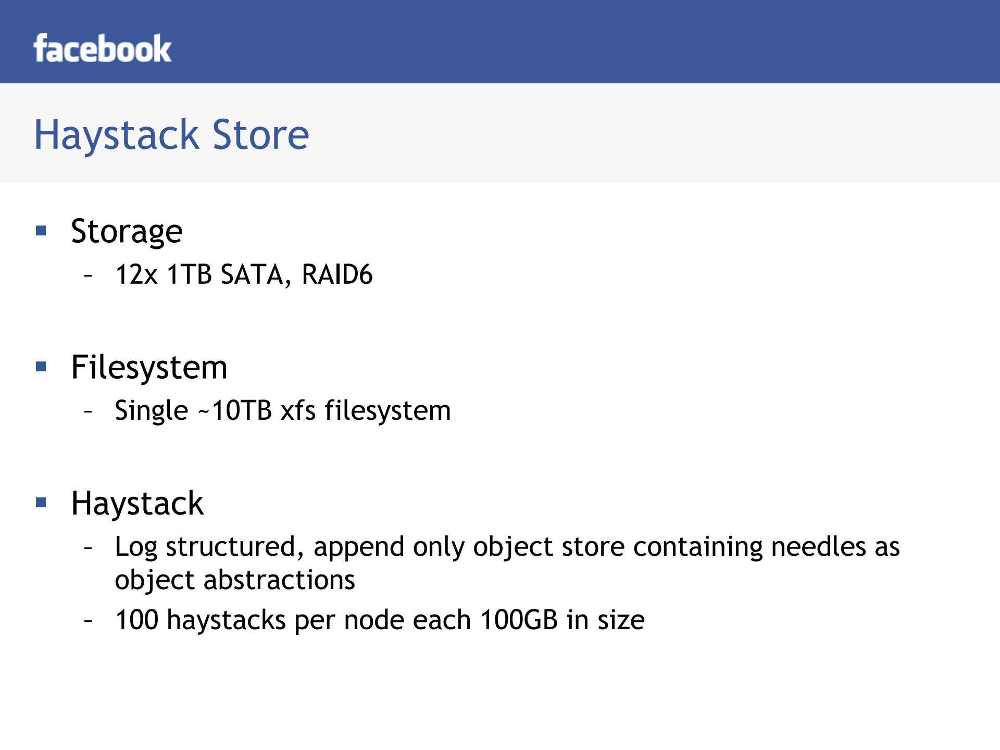 facebook
Haystack Store
▪ Storage
– 12x 1TB SATA, RAID6
▪ Filesystem
– Single ~10TB xfs filesystem
▪ Haystack
– Log structured, append only object store containing needles as
object abstractions
– 100 haystacks per node each 100GB in size